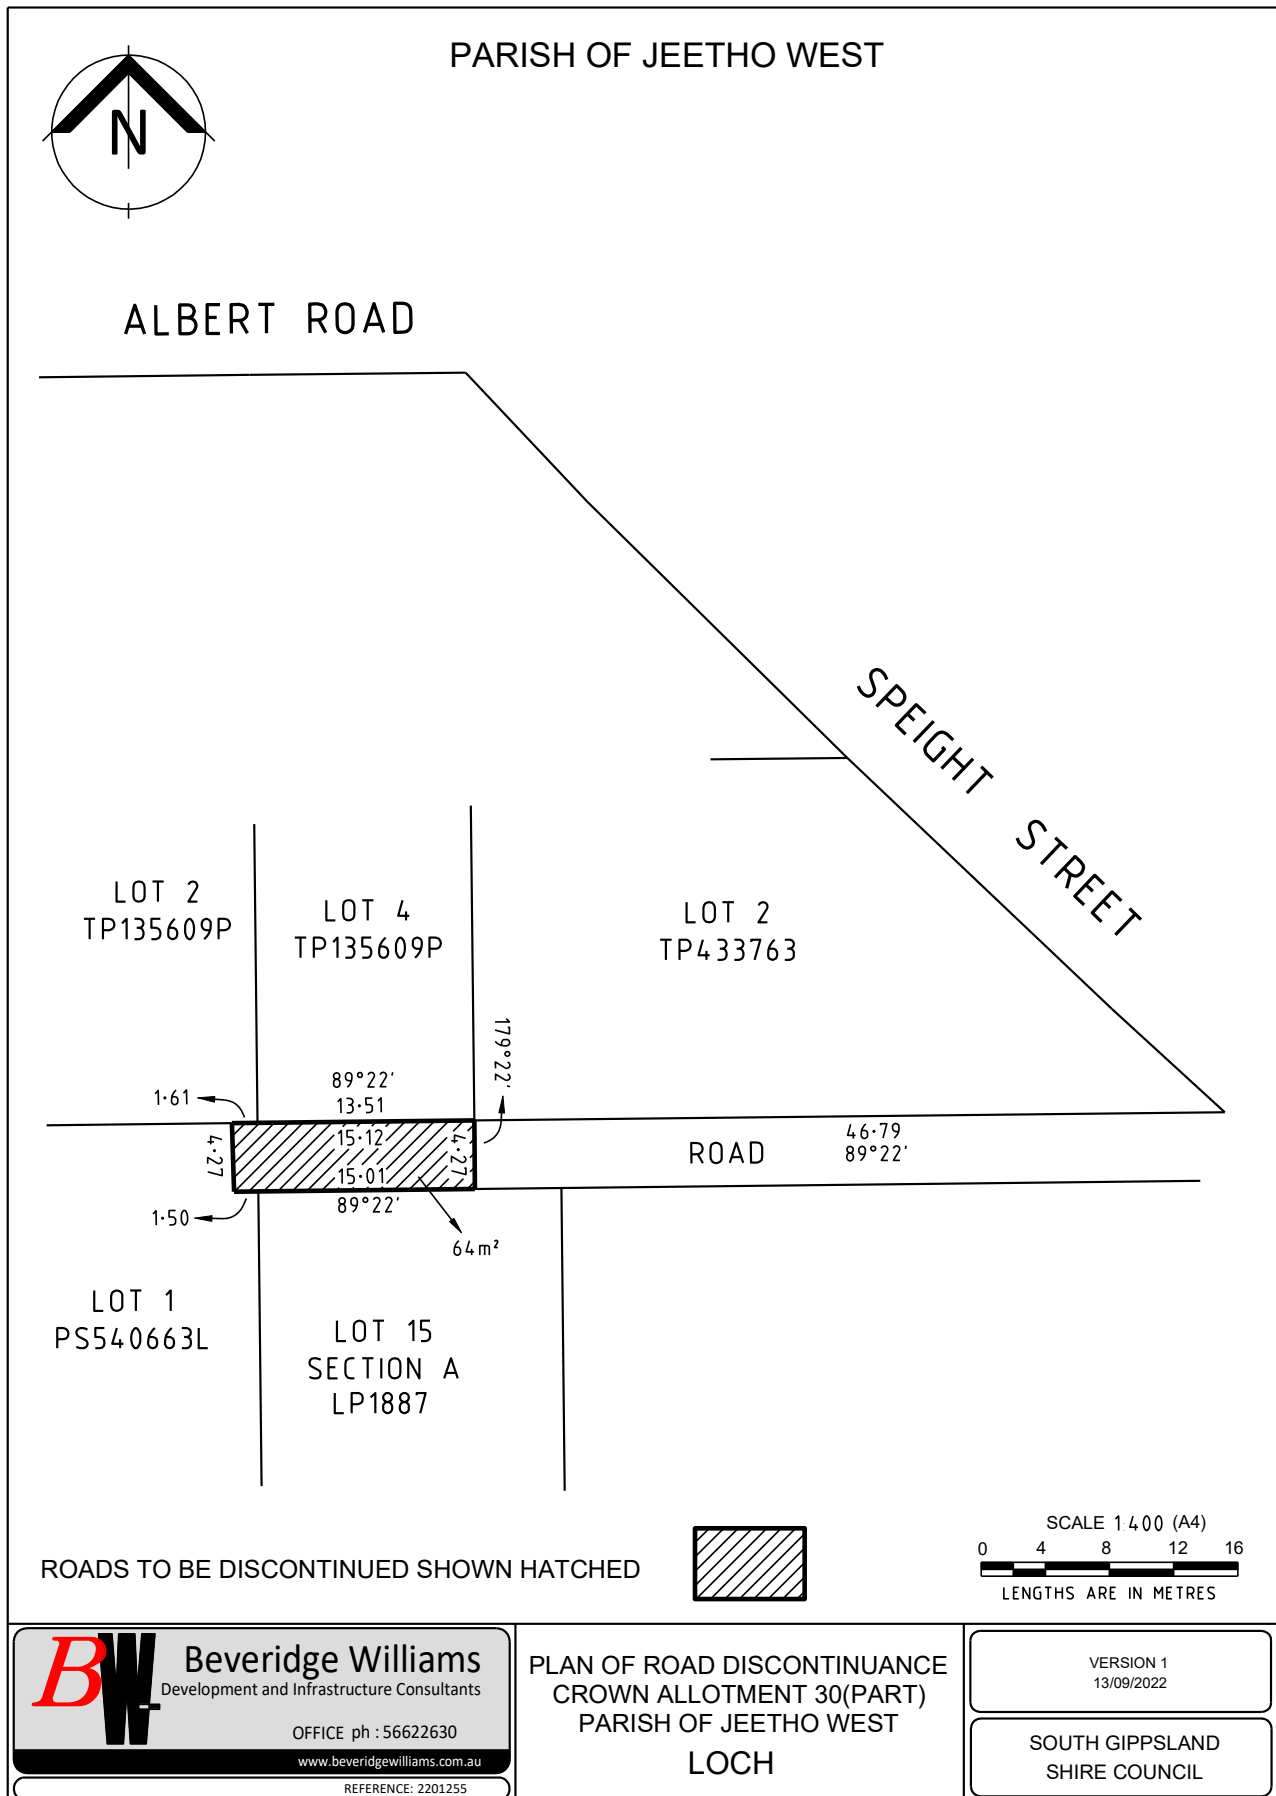 PARISH OF JEETHO WEST
N
ALBERT ROAD
SPEIGHT STREET
LOT 2
TP135609P
LOT 4
TP135609P
LOT 2
TP433763
179°22'
89°22'
13·51
1·61
15·12
4·27
4·27
15·01
89°22'
1·50
64m²
ROAD
46·79
89°22'
LOT 1
PS540663L
LOT 15
SECTION A
LP1887
ROADS TO BE DISCONTINUED SHOWN HATCHED
SCALE 1:400 (A4)
0 4 8 12 16
LENGTHS ARE IN METRES
BW
Beveridge Williams
Development and Infrastructure Consultants
OFFICE ph : 56622630
www.beveridgewilliams.com.au
REFERENCE: 2201255
PLAN OF ROAD DISCONTINUANCE
CROWN ALLOTMENT 30(PART)
PARISH OF JEETHO WEST
LOCH
VERSION 1
13/09/2022
SOUTH GIPPSLAND
SHIRE COUNCIL